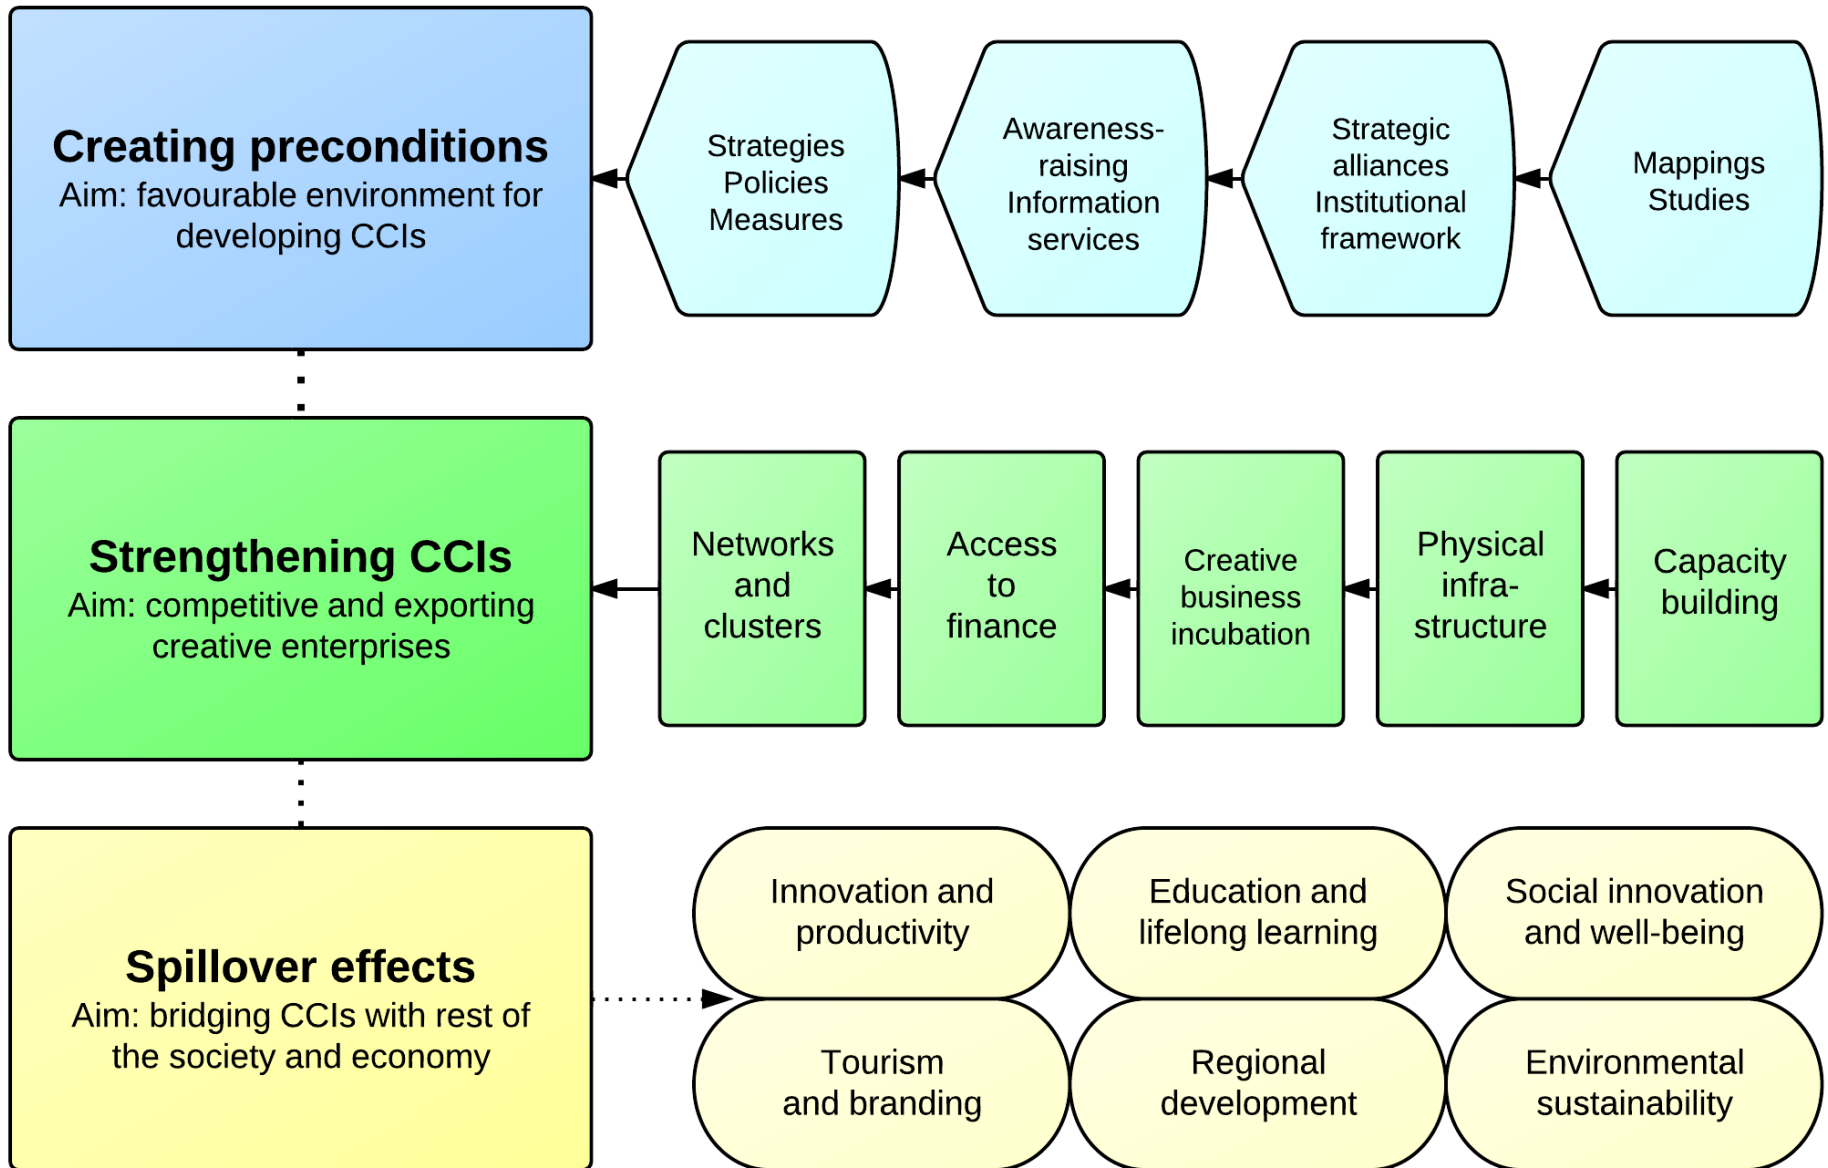 Creating preconditions
Aim: favourable environment for
developing CCIs
Strategies
Policies
Measures
Awareness-
raising
Information
services
Strategic
alliances
Institutional
framework
Mappings
Studies
Strengthening CCIs
Aim: competitive and exporting
creative enterprises
Networks
and
clusters
Access
to
finance
Creative
business
incubation
Physical
infra-
structure
Capacity
building
Spillover effects
Aim: bridging CCIs with rest of
the society and economy
Innovation and
productivity
Education and
lifelong learning
Social innovation
and well-being
Tourism
and branding
Regional
development
Environmental
sustainability